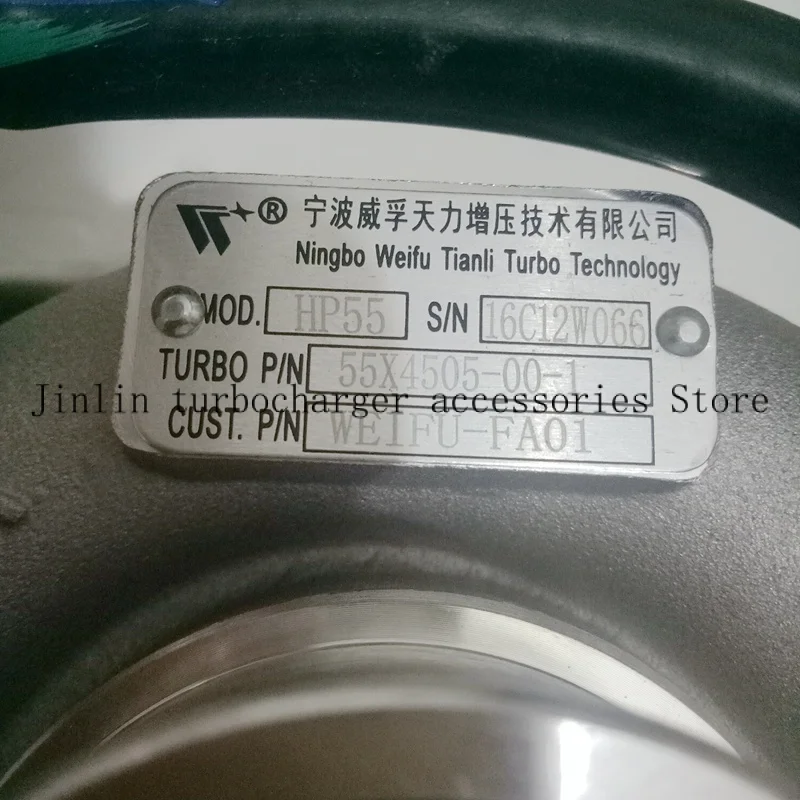 ® 宁波威孚天力增压技术有限公司
Ningbo Weifu Tianli Turbo Technology
MOD. HP55 S/N 16C12W066
TURBO P/N 55X4505-00-1
Jinlin turbocharger accessories Store
CUST. P/N WEIFU-FA01